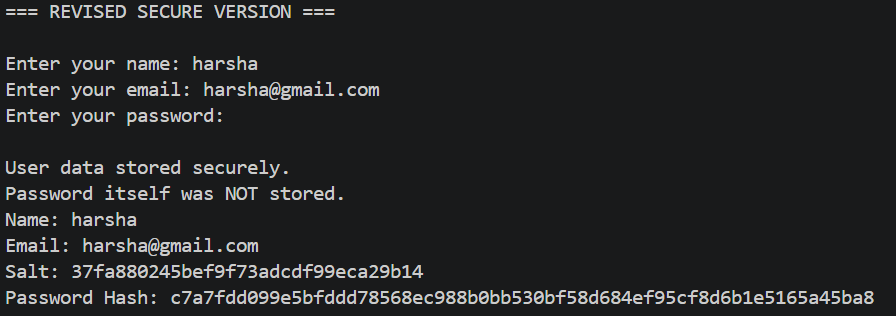 === REVISED SECURE VERSION ===
Enter your name: harsha
Enter your email: harsha@gmail.com
Enter your password:
User data stored securely.
Password itself was NOT stored.
Name: harsha
Email: harsha@gmail.com
Salt: 37fa880245bef9f73adcdf99eca29b14
Password Hash: c7a7fdd099e5bfddd78568ec988b0bb530bf58d684ef95cf8d6b1e5165a45ba8